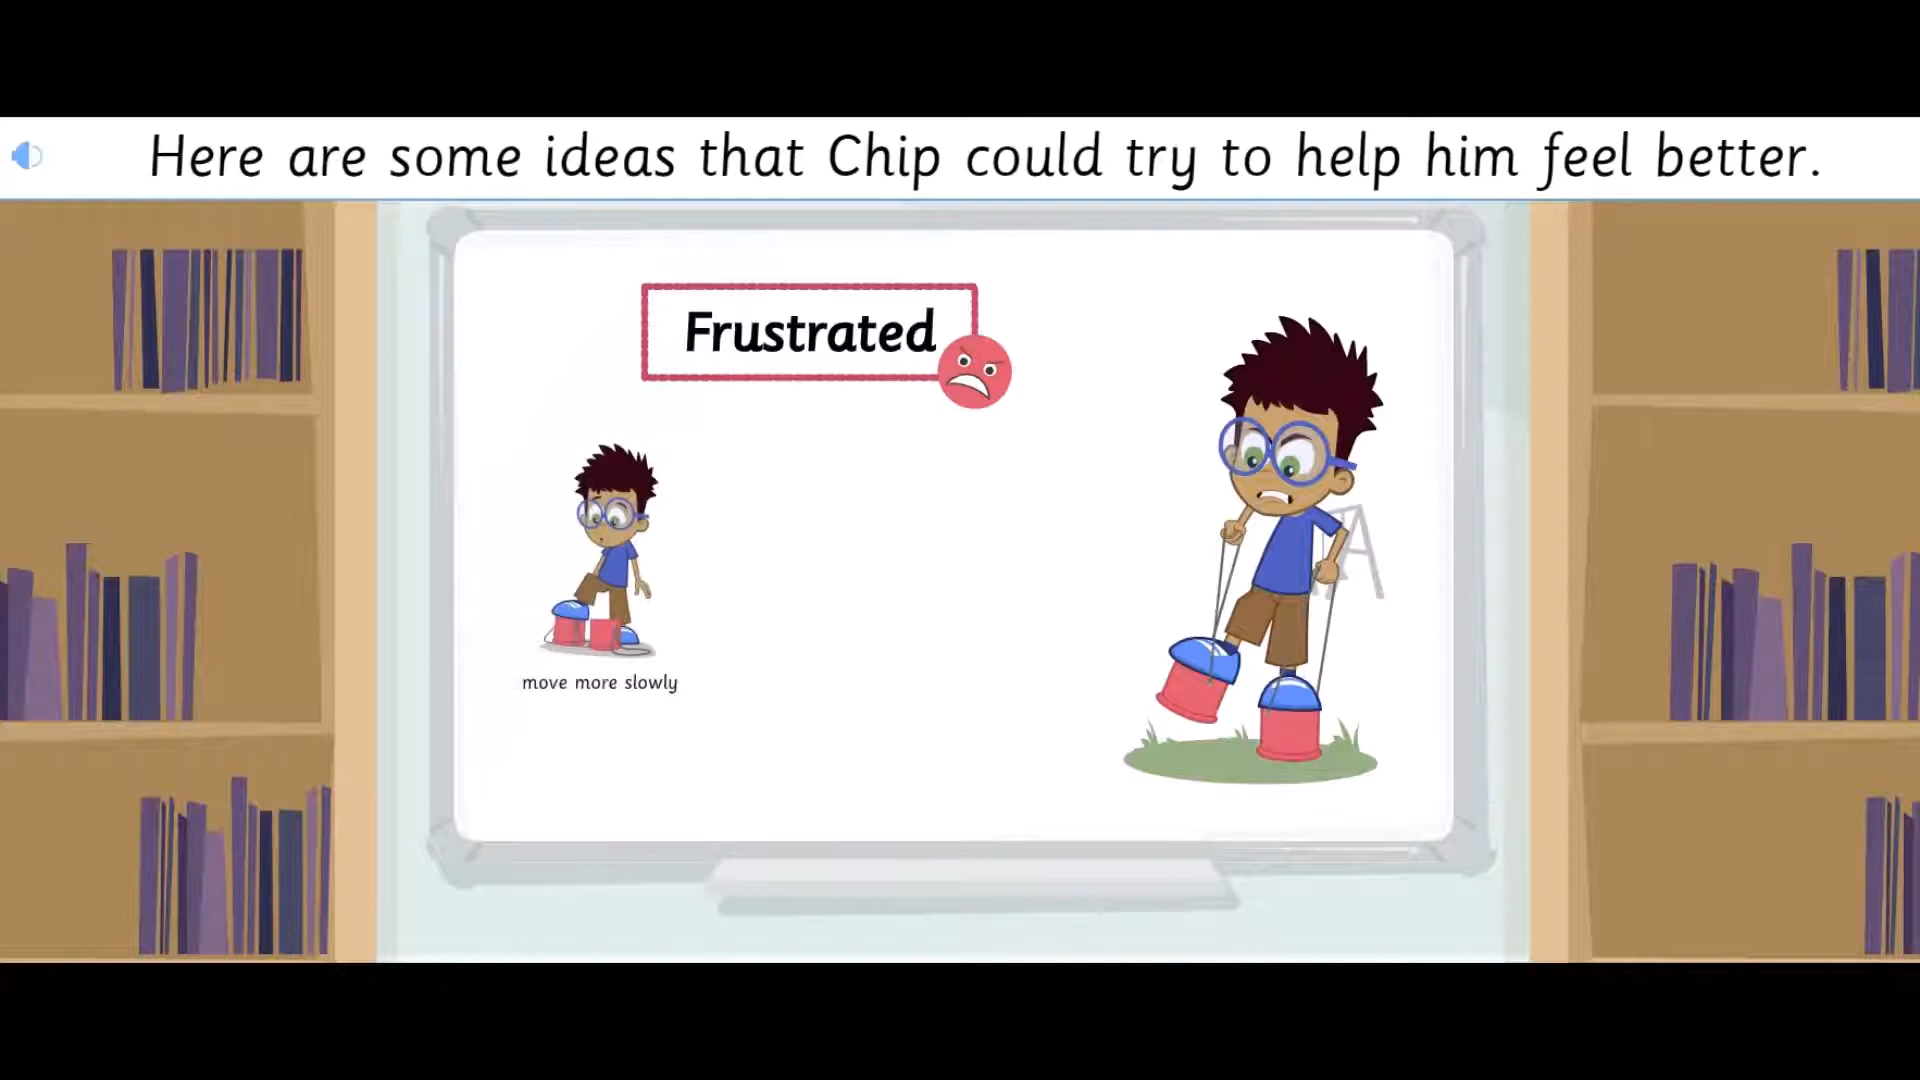 Here are some ideas that Chip could try to help him feel better.
Frustrated
move more slowly